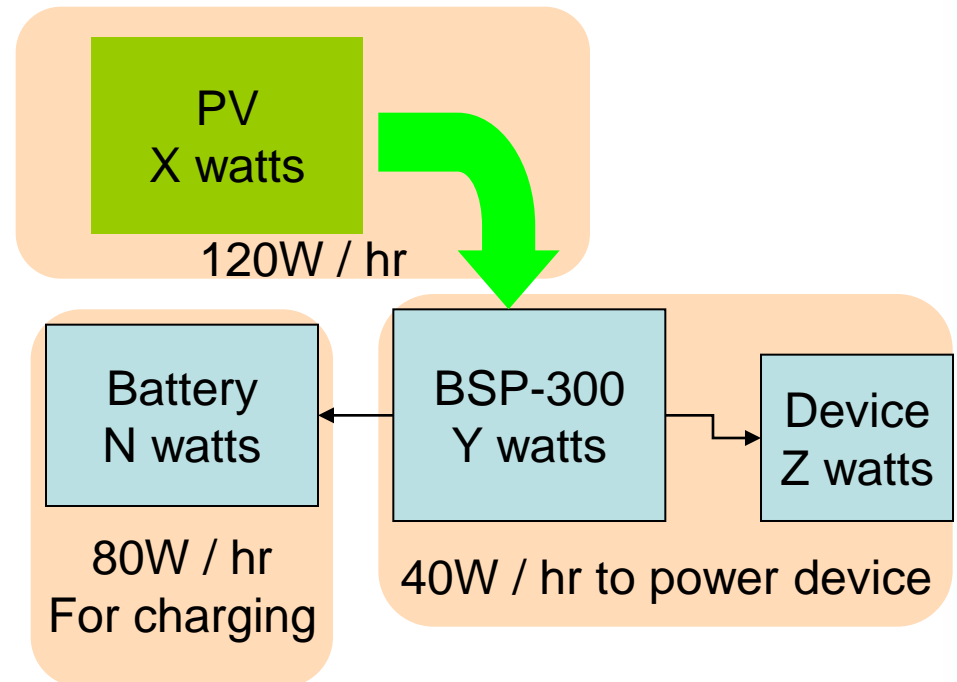 PV
X watts
120W / hr
Battery
N watts
BSP-300
Y watts
Device
Z watts
80W / hr
For charging
40W / hr to power device